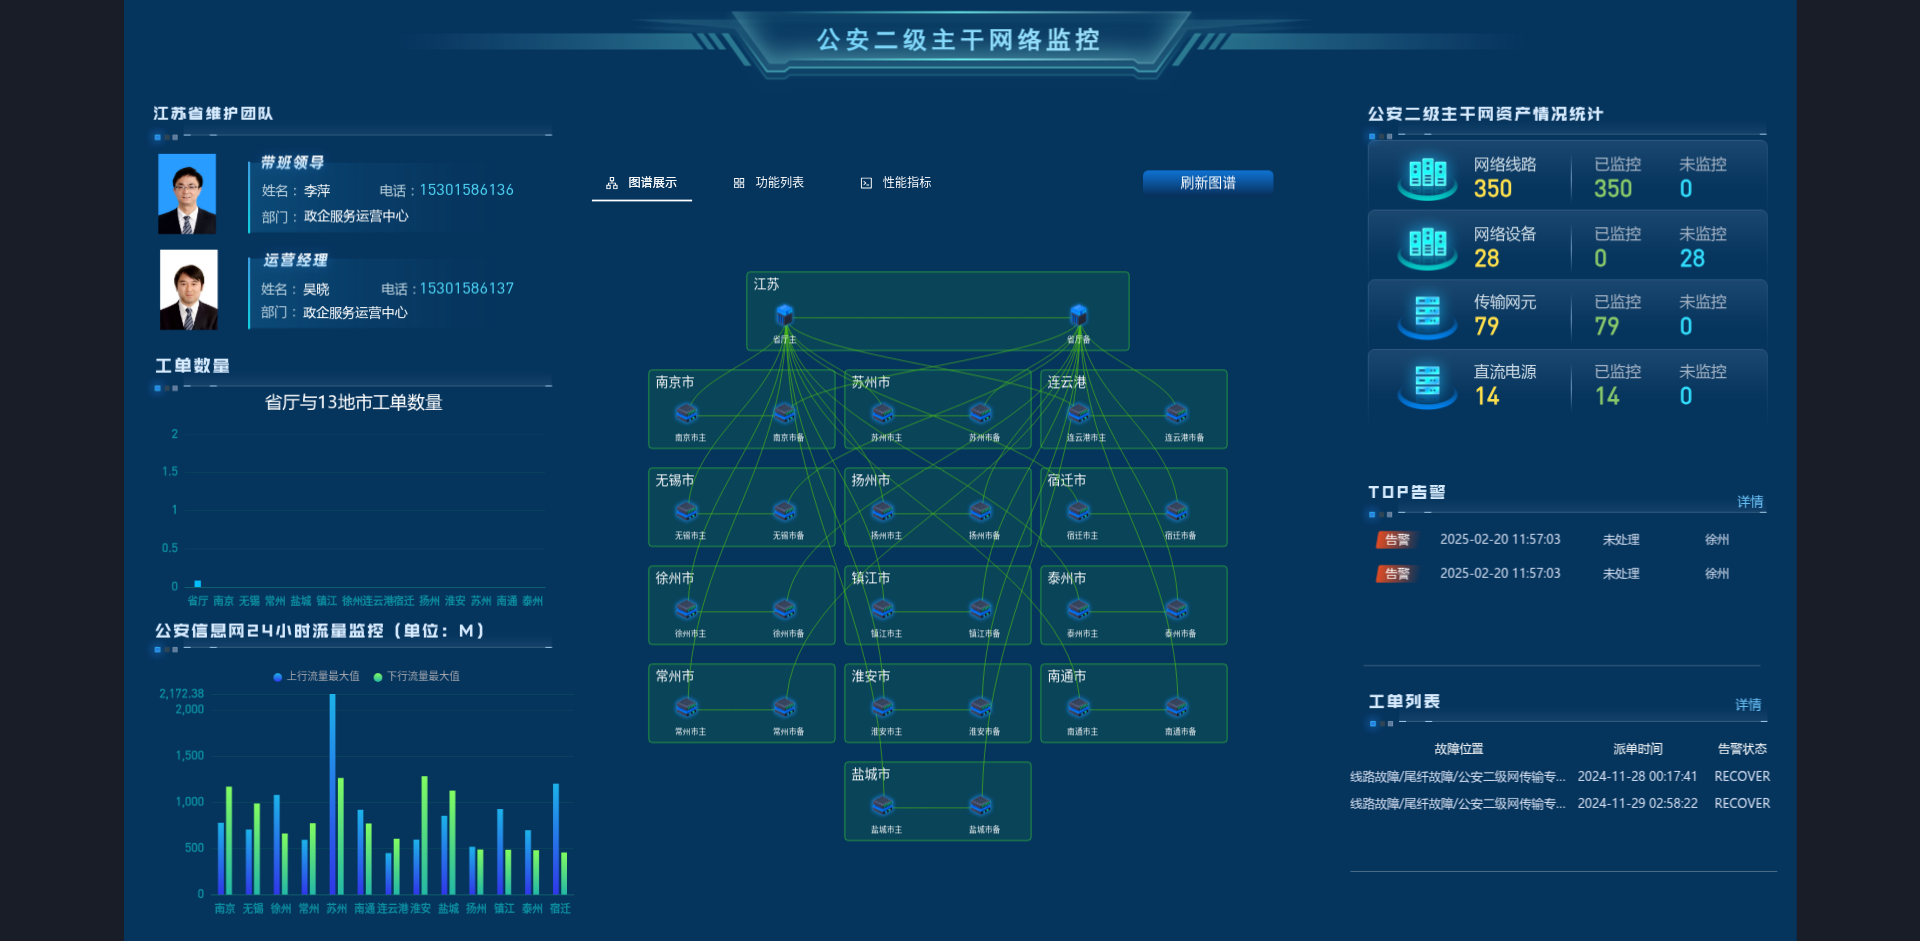 公安二级主干网络监控
江苏省维护团队
带班领导
姓名： 李萍 电话：15301586136
部门： 政企服务运营中心
运营经理
姓名： 吴晓 电话：15301586137
部门： 政企服务运营中心
工单数量
省厅与13地市工单数量
2
1.5
1
0.5
0
省厅 南京 无锡 常州 盐城 镇江 徐州 连云港 宿迁 扬州 淮安 苏州 南通 泰州
公安信息网24小时流量监控（单位：M）
上行流量最大值 下行流量最大值
2,172.38
2,000
1,500
1,000
500
0
南京 无锡 徐州 常州 苏州 南通 连云港 淮安 盐城 扬州 镇江 泰州 宿迁
图谱展示 功能列表 性能指标 刷新图谱
江苏
省厅主 省厅备
南京市 苏州市 连云港
南京市主 南京市备 苏州市主 苏州市备 连云港市主 连云港市备
无锡市 扬州市 宿迁市
无锡市主 无锡市备 扬州市主 扬州市备 宿迁市主 宿迁市备
徐州市 镇江市 泰州市
徐州市主 徐州市备 镇江市主 镇江市备 泰州市主 泰州市备
常州市 淮安市 南通市
常州市主 常州市备 淮安市主 淮安市备 南通市主 南通市备
盐城市
盐城市主 盐城市备
公安二级主干网资产情况统计
网络线路 已监控 未监控
350 350 0
网络设备 已监控 未监控
28 0 28
传输网元 已监控 未监控
79 79 0
直流电源 已监控 未监控
14 14 0
TOP告警
详情
告警 2025-02-20 11:57:03 未处理 徐州
告警 2025-02-20 11:57:03 未处理 徐州
工单列表
详情
故障位置 派单时间 告警状态
线路故障/尾纤故障/公安二级网传输专... 2024-11-28 00:17:41 RECOVER
线路故障/尾纤故障/公安二级网传输专... 2024-11-29 02:58:22 RECOVER